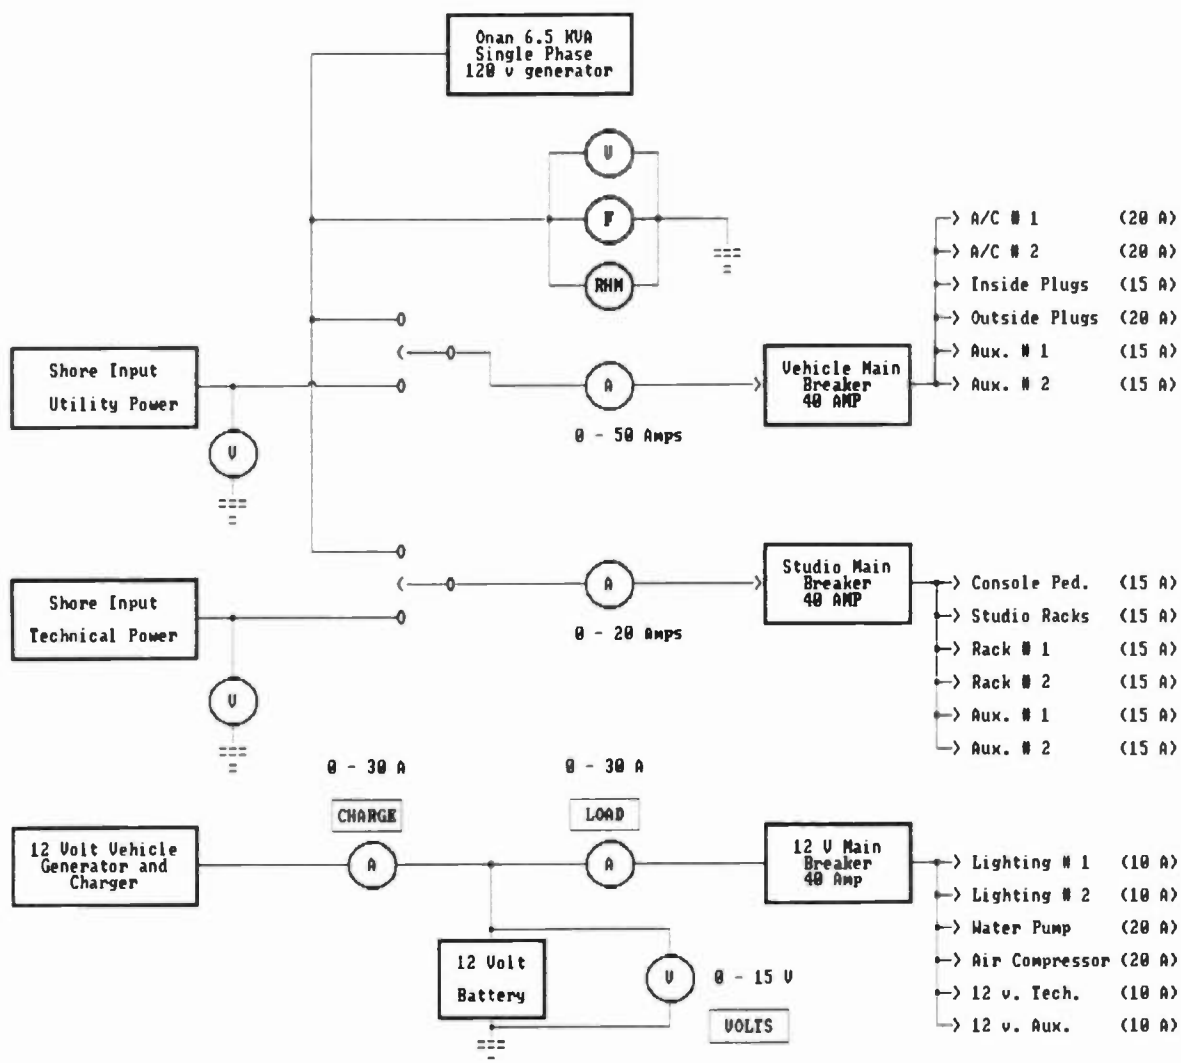 Onan 6.5 KVA
Single Phase
120 v generator
V
F
RHM
A/C # 1 (20 A)
A/C # 2 (20 A)
Inside Plugs (15 A)
Outside Plugs (20 A)
Aux. # 1 (15 A)
Aux. # 2 (15 A)
Shore Input
Utility Power
V
A
0 - 50 Amps
Vehicle Main
Breaker
40 AMP
Shore Input
Technical Power
V
A
0 - 20 Amps
Studio Main
Breaker
40 AMP
Console Ped. (15 A)
Studio Racks (15 A)
Rack # 1 (15 A)
Rack # 2 (15 A)
Aux. # 1 (15 A)
Aux. # 2 (15 A)
0 - 30 A
CHARGE
A
0 - 30 A
LOAD
A
12 Volt Vehicle
Generator and
Charger
12 V Main
Breaker
40 Amp
Lighting # 1 (10 A)
Lighting # 2 (10 A)
Water Pump (20 A)
Air Compressor (20 A)
12 v. Tech. (10 A)
12 v. Aux. (10 A)
12 Volt
Battery
V
0 - 15 V
VOLTS